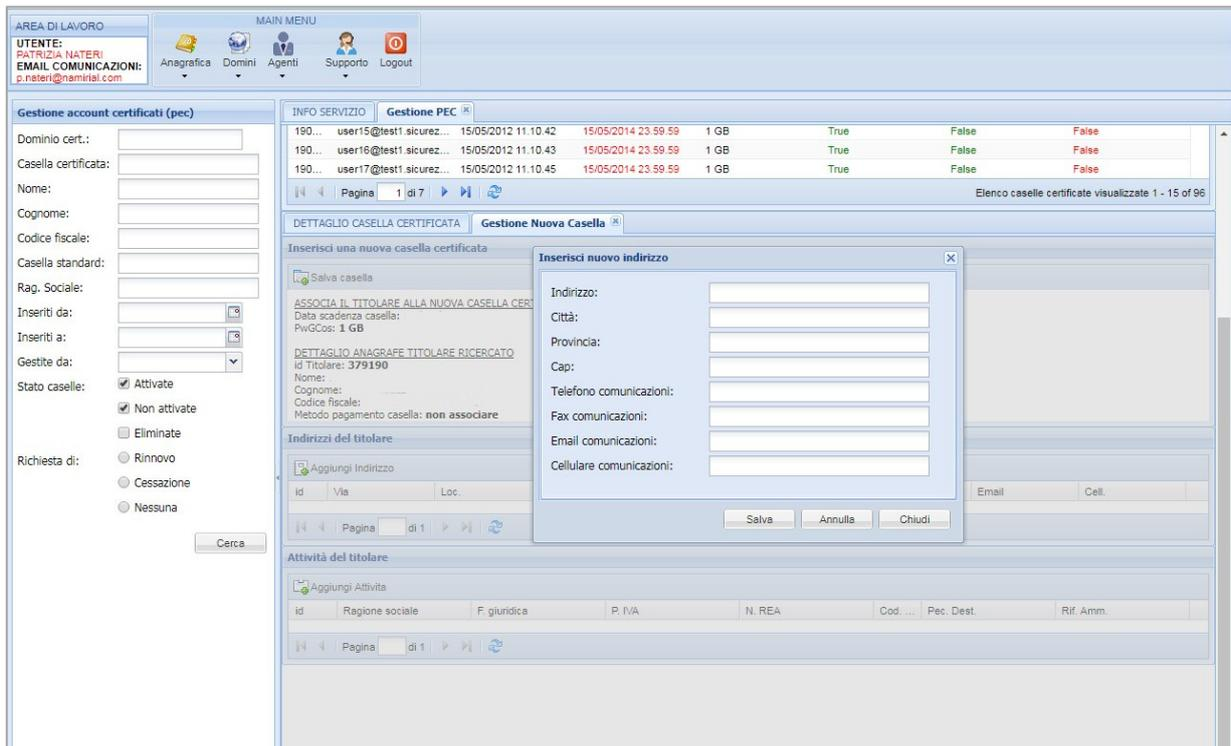 AREA DI LAVORO
UTENTE:
PATRIZIA NATERI
EMAIL COMUNICAZIONI:
p.nateri@namirial.com
MAIN MENU
Anagrafica Domini Agenti Supporto Logout
Gestione account certificati (pec)
Dominio cert.:
Casella certificata:
Nome:
Cognome:
Codice fiscale:
Casella standard:
Rag. Sociale:
Inseriti da:
Inseriti a:
Gestite da:
Stato caselle: Attivate
Non attivate
Eliminate
Richiesta di: Rinnovo
Cessazione
Nessuna
Cerca
INFO SERVIZIO Gestione PEC
190... user15@test1.sicurez... 15/05/2012 11.10.42 15/05/2014 23.59.59 1 GB True False False
190... user16@test1.sicurez... 15/05/2012 11.10.43 15/05/2014 23.59.59 1 GB True False False
190... user17@test1.sicurez... 15/05/2012 11.10.45 15/05/2014 23.59.59 1 GB True False False
Pagina 1 di 7 Elenco caselle certificate visualizzate 1 - 15 of 96
DETTAGLIO CASELLA CERTIFICATA Gestione Nuova Casella
Inserisci una nuova casella certificata
Salva casella
ASSOCIA IL TITOLARE ALLA NUOVA CASELLA CERT
Data scadenza casella:
PwGCos: 1 GB
DETTAGLIO ANAGRAFE TITOLARE RICERCATO
id Titolare: 379190
Nome:
Cognome:
Codice fiscale:
Metodo pagamento casella: non associare
Indirizzi del titolare
Aggiungi Indirizzo
id Via Loc. Email Cell.
Pagina di 1
Attività del titolare
Aggiungi Attivita
id Ragione sociale F. giuridica P. IVA N. REA Cod. ... Pec. Dest. Rif. Amm.
Pagina di 1
Inserisci nuovo indirizzo
Indirizzo:
Città:
Provincia:
Cap:
Telefono comunicazioni:
Fax comunicazioni:
Email comunicazioni:
Cellulare comunicazioni:
Salva Annulla Chiudi